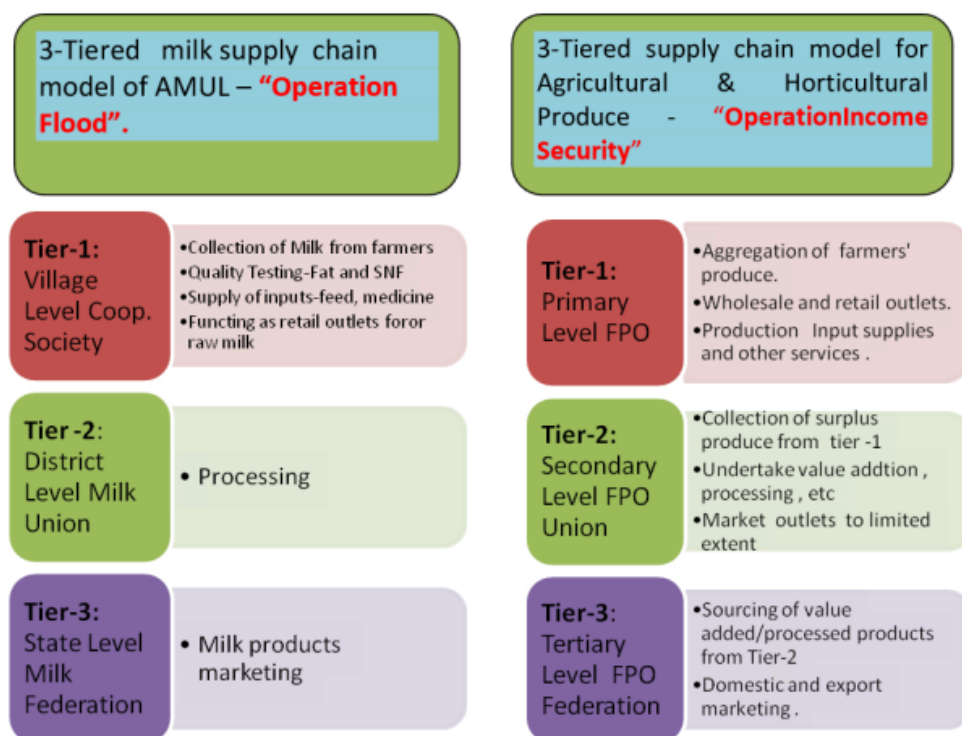 3-Tiered milk supply chain
model of AMUL – “Operation
Flood”.
Tier-1:
Village
Level Coop.
Society
•Collection of Milk from farmers
•Quality Testing-Fat and SNF
•Supply of inputs-feed, medicine
•Functing as retail outlets foror
raw milk
Tier -2:
District
Level Milk
Union
• Processing
Tier-3:
State Level
Milk
Federation
• Milk products
marketing
3-Tiered supply chain model for
Agricultural & Horticultural
Produce - “OperationIncome
Security”
Tier-1:
Primary
Level FPO
•Aggregation of farmers'
produce.
•Wholesale and retail outlets.
•Production Input supplies
and other services .
Tier-2:
Secondary
Level FPO
Union
•Collection of surplus
produce from tier -1
•Undertake value addtion ,
processing , etc
•Market outlets to limited
extent
Tier-3:
Tertiary
Level FPO
Federation
•Sourcing of value
added/processed products
from Tier-2
•Domestic and export
marketing .